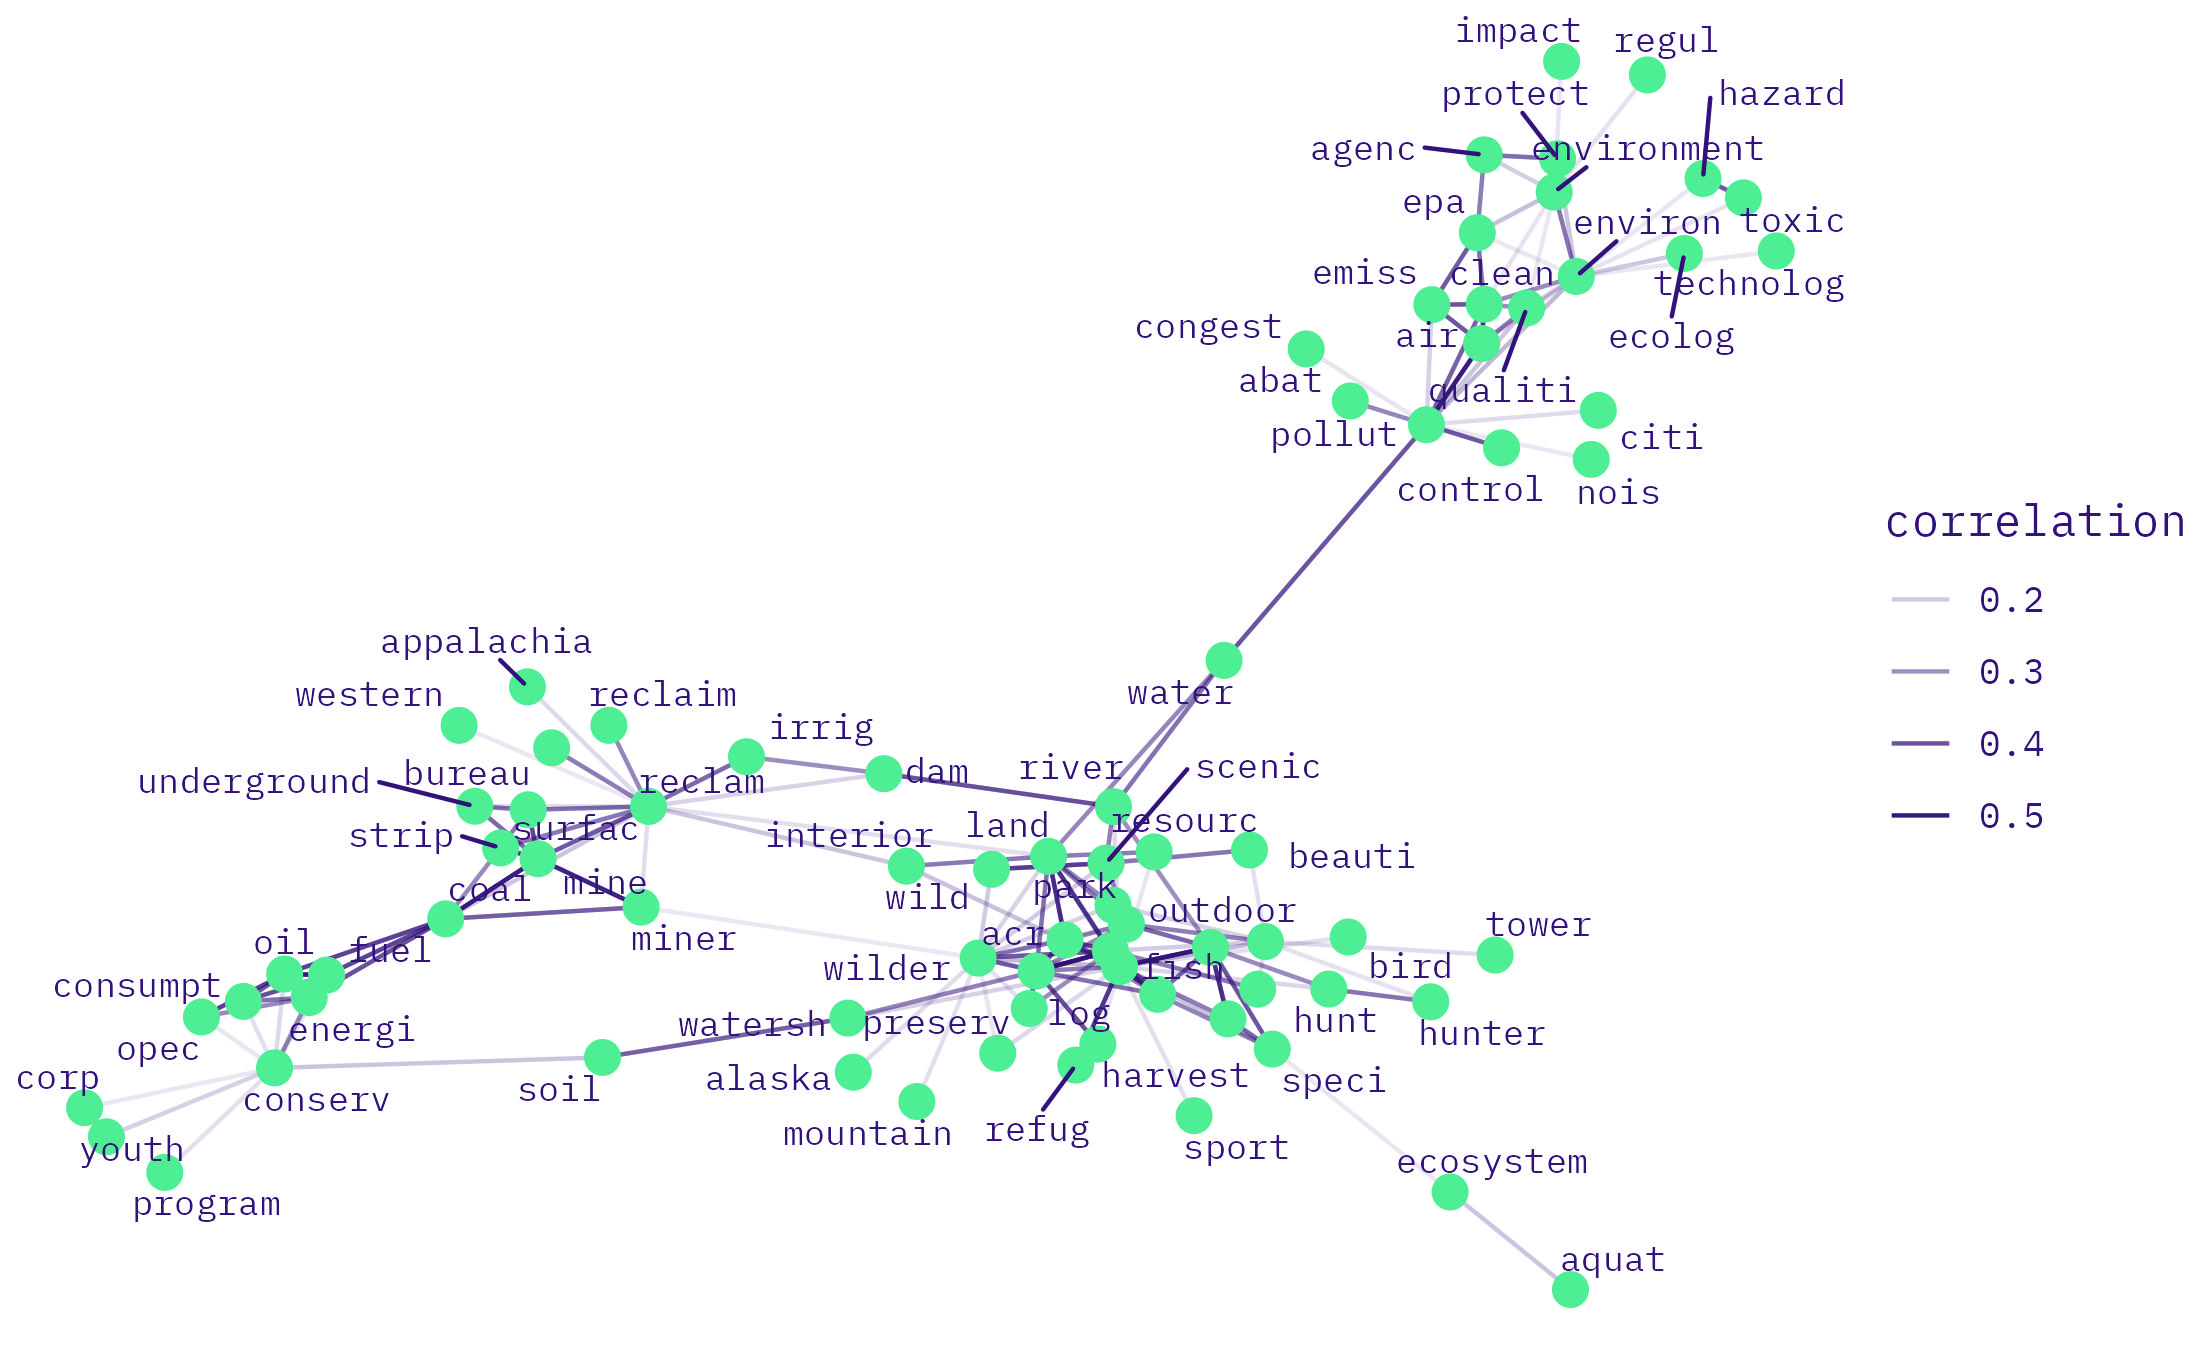 impact
regul
protect
hazard
agenc
environment
epa
environ
toxic
emiss
clean
technolog
congest
air
ecolog
abat
qualiti
pollut
citi
control
nois
correlation
0.2
0.3
0.4
0.5
appalachia
western
reclaim
water
irrig
underground
bureau
reclam
dam
river
scenic
strip
surfac
interior
land
resourc
beauti
coal
mine
wild
park
oil
fuel
miner
acr
outdoor
tower
consumpt
wilder
fish
bird
energi
watersh
preserv
log
hunt
hunter
opec
corp
conserv
soil
alaska
harvest
speci
youth
mountain
refug
sport
program
ecosystem
aquat